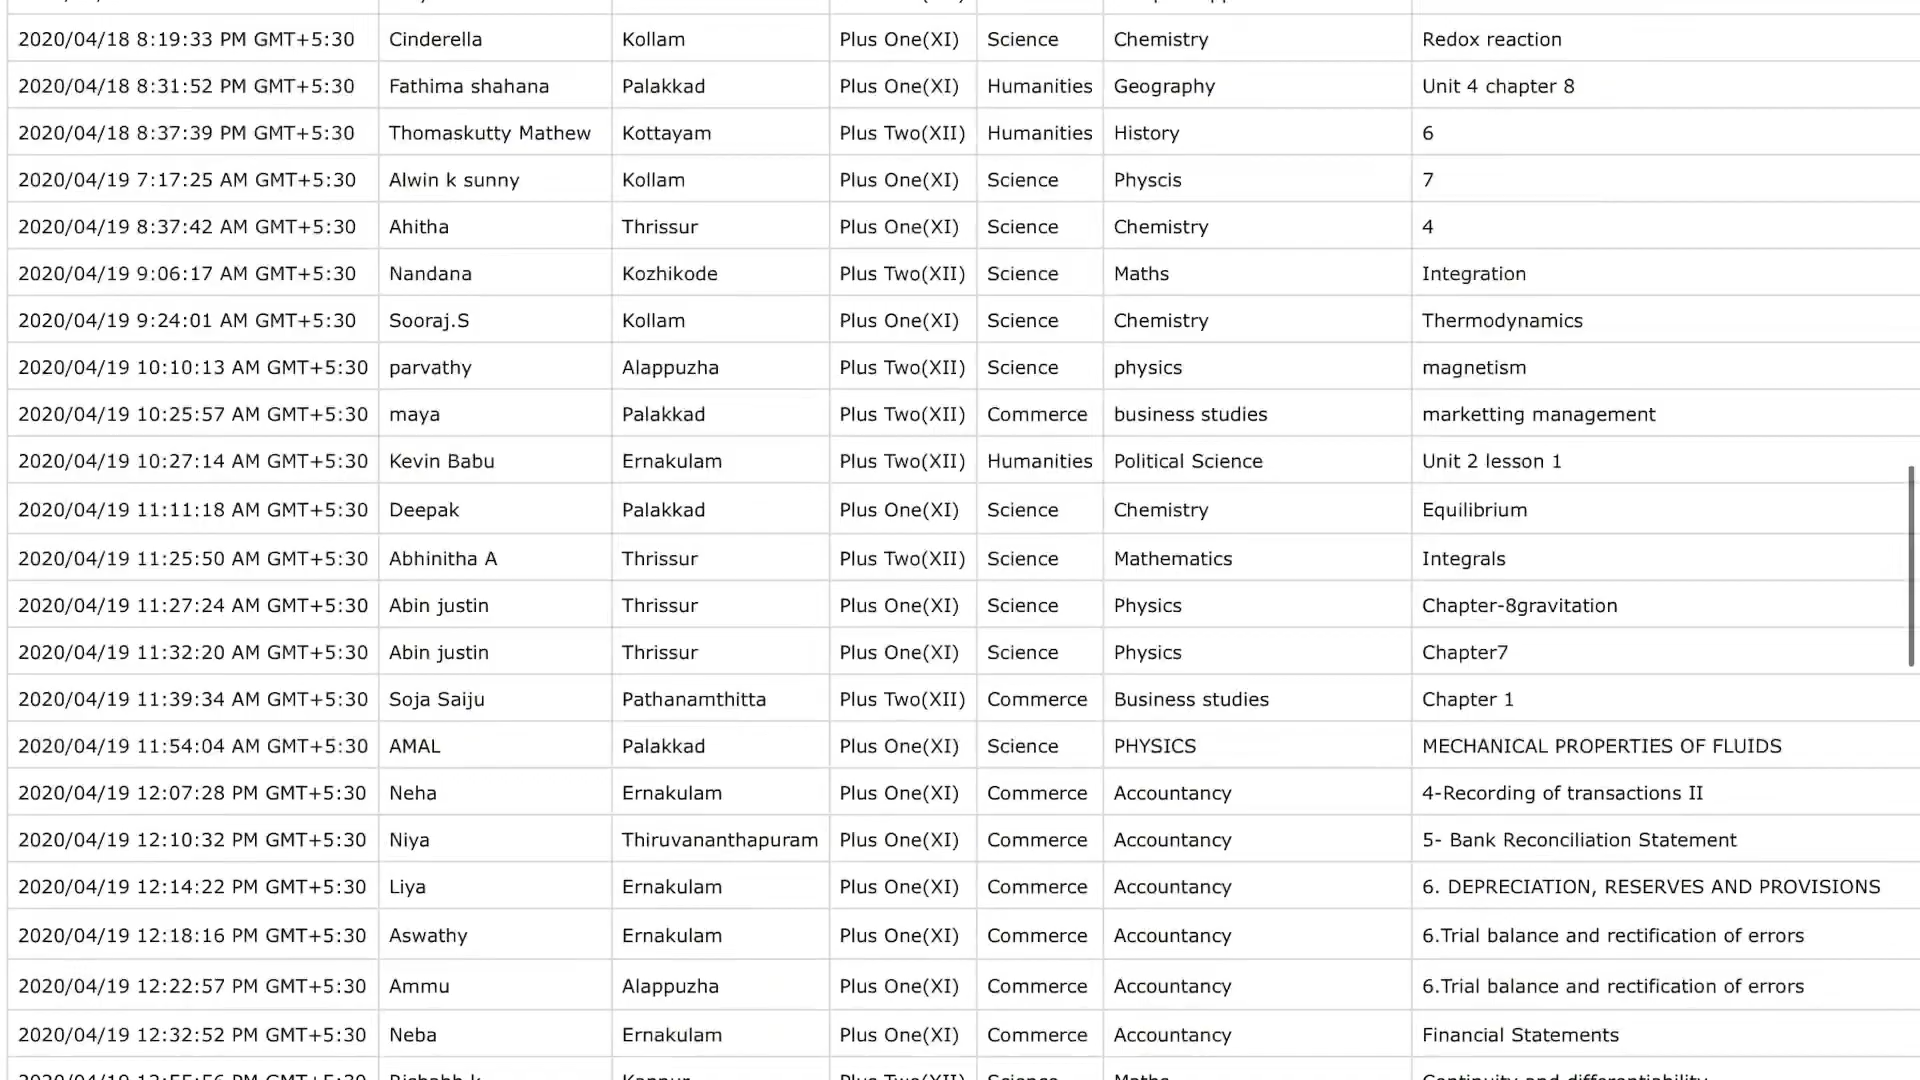 2020/04/18 8:19:33 PM GMT+5:30 Cinderella Kollam Plus One(XI) Science Chemistry Redox reaction
2020/04/18 8:31:52 PM GMT+5:30 Fathima shahana Palakkad Plus One(XI) Humanities Geography Unit 4 chapter 8
2020/04/18 8:37:39 PM GMT+5:30 Thomaskutty Mathew Kottayam Plus Two(XII) Humanities History 6
2020/04/19 7:17:25 AM GMT+5:30 Alwin k sunny Kollam Plus One(XI) Science Physcis 7
2020/04/19 8:37:42 AM GMT+5:30 Ahitha Thrissur Plus One(XI) Science Chemistry 4
2020/04/19 9:06:17 AM GMT+5:30 Nandana Kozhikode Plus Two(XII) Science Maths Integration
2020/04/19 9:24:01 AM GMT+5:30 Sooraj.S Kollam Plus One(XI) Science Chemistry Thermodynamics
2020/04/19 10:10:13 AM GMT+5:30 parvathy Alappuzha Plus Two(XII) Science physics magnetism
2020/04/19 10:25:57 AM GMT+5:30 maya Palakkad Plus Two(XII) Commerce business studies marketting management
2020/04/19 10:27:14 AM GMT+5:30 Kevin Babu Ernakulam Plus Two(XII) Humanities Political Science Unit 2 lesson 1
2020/04/19 11:11:18 AM GMT+5:30 Deepak Palakkad Plus One(XI) Science Chemistry Equilibrium
2020/04/19 11:25:50 AM GMT+5:30 Abhinitha A Thrissur Plus Two(XII) Science Mathematics Integrals
2020/04/19 11:27:24 AM GMT+5:30 Abin justin Thrissur Plus One(XI) Science Physics Chapter-8gravitation
2020/04/19 11:32:20 AM GMT+5:30 Abin justin Thrissur Plus One(XI) Science Physics Chapter7
2020/04/19 11:39:34 AM GMT+5:30 Soja Saiju Pathanamthitta Plus Two(XII) Commerce Business studies Chapter 1
2020/04/19 11:54:04 AM GMT+5:30 AMAL Palakkad Plus One(XI) Science PHYSICS MECHANICAL PROPERTIES OF FLUIDS
2020/04/19 12:07:28 PM GMT+5:30 Neha Ernakulam Plus One(XI) Commerce Accountancy 4-Recording of transactions II
2020/04/19 12:10:32 PM GMT+5:30 Niya Thiruvananthapuram Plus One(XI) Commerce Accountancy 5- Bank Reconciliation Statement
2020/04/19 12:14:22 PM GMT+5:30 Liya Ernakulam Plus One(XI) Commerce Accountancy 6. DEPRECIATION, RESERVES AND PROVISIONS
2020/04/19 12:18:16 PM GMT+5:30 Aswathy Ernakulam Plus One(XI) Commerce Accountancy 6.Trial balance and rectification of errors
2020/04/19 12:22:57 PM GMT+5:30 Ammu Alappuzha Plus One(XI) Commerce Accountancy 6.Trial balance and rectification of errors
2020/04/19 12:32:52 PM GMT+5:30 Neba Ernakulam Plus One(XI) Commerce Accountancy Financial Statements